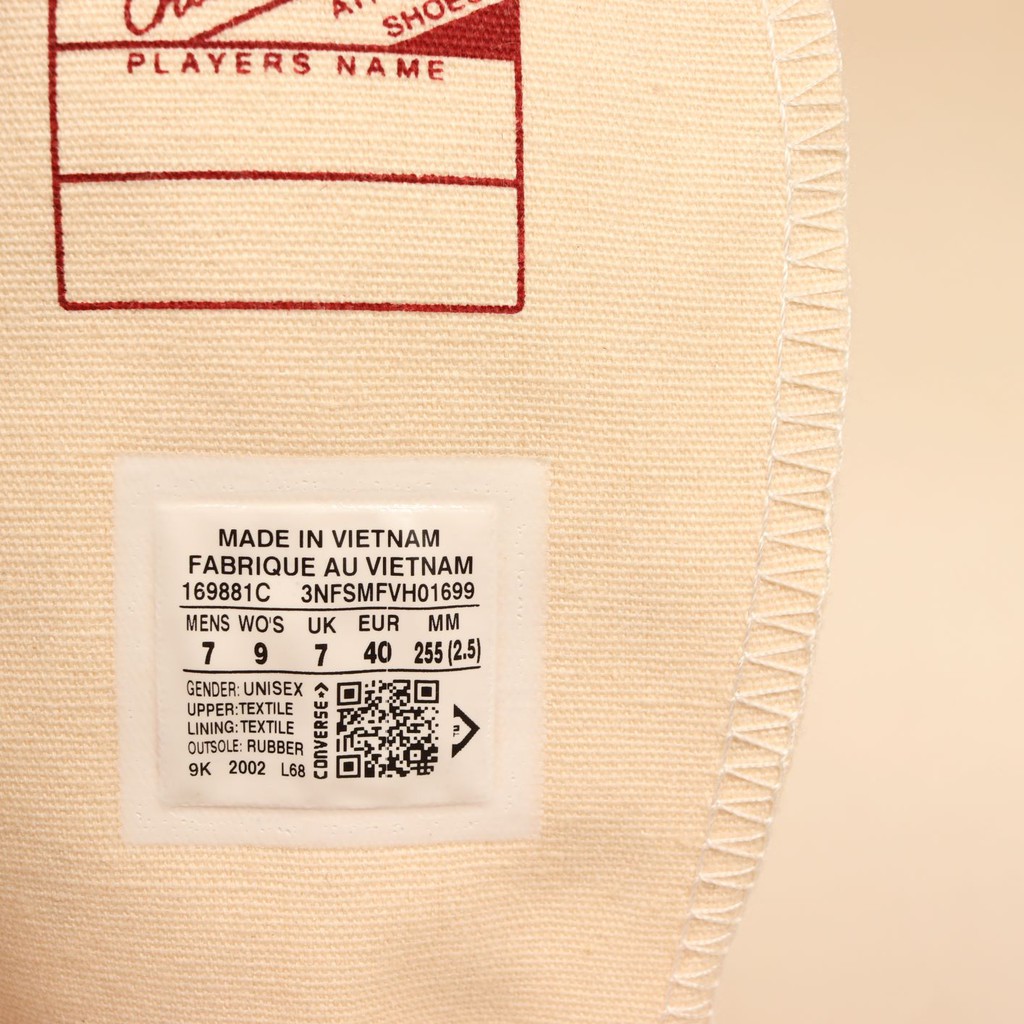 SHOES
PLAYERS NAME
MADE IN VIETNAM
FABRIQUE AU VIETNAM
169881C 3NFSMFVH01699
MENS WO'S UK EUR MM
7 9 7 40 255 (2.5)
GENDER: UNISEX
UPPER:TEXTILE
LINING:TEXTILE
OUTSOLE: RUBBER
9K 2002 L68
CONVERSE